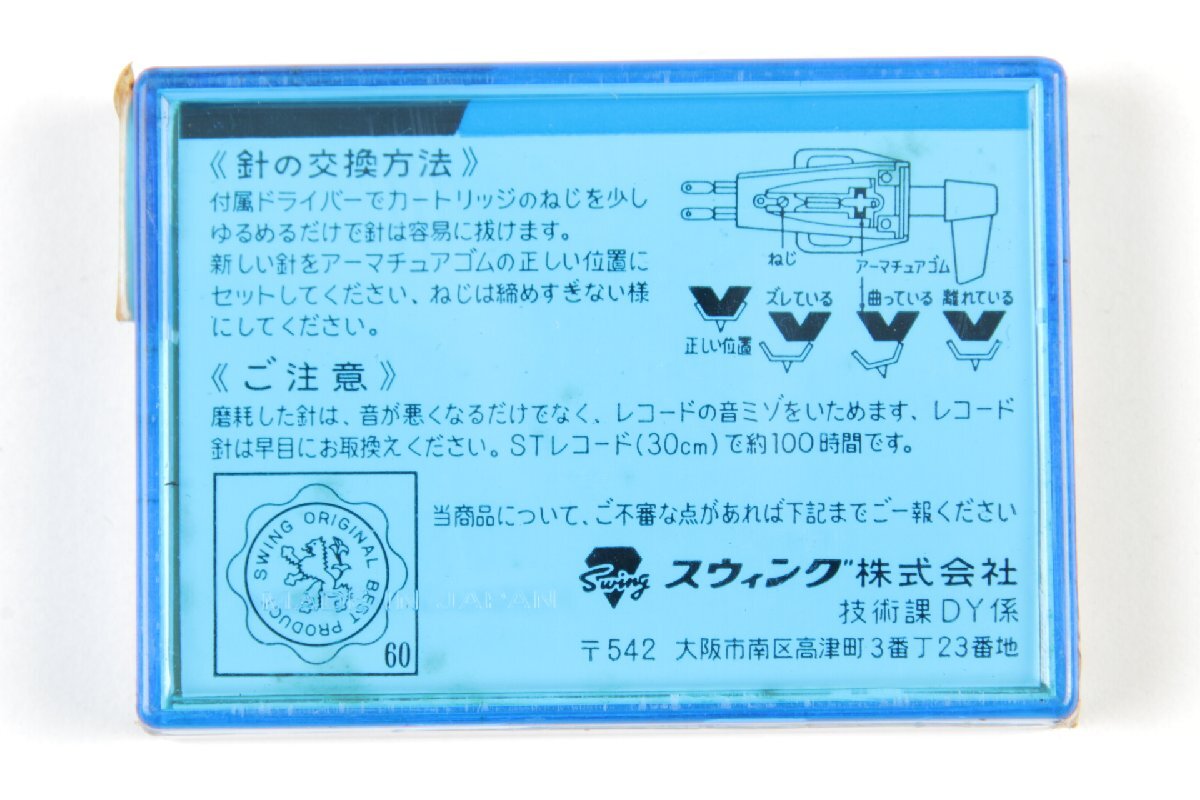 《針の交換方法》
付属ドライバーでカートリッジのねじを少し
ゆるめるだけで針は容易に抜けます。
新しい針をアーマチュアゴムの正しい位置に
セットしてください、ねじは締めすぎない様
にしてください。
ねじ
アーマチュアゴム
正しい位置
ズレている
曲っている
離れている
《ご注意》
磨耗した針は、音が悪くなるだけでなく、レコードの音ミゾをいためます、レコード
針は早目にお取換えください。STレコード(30cm)で約100時間です。
SWING ORIGINAL BEST PRODUCT
60
MADE IN JAPAN
当商品について、ご不審な点があれば下記までご一報ください
Swing スウィング株式会社
技術課DY係
〒542 大阪市南区高津町3番丁23番地